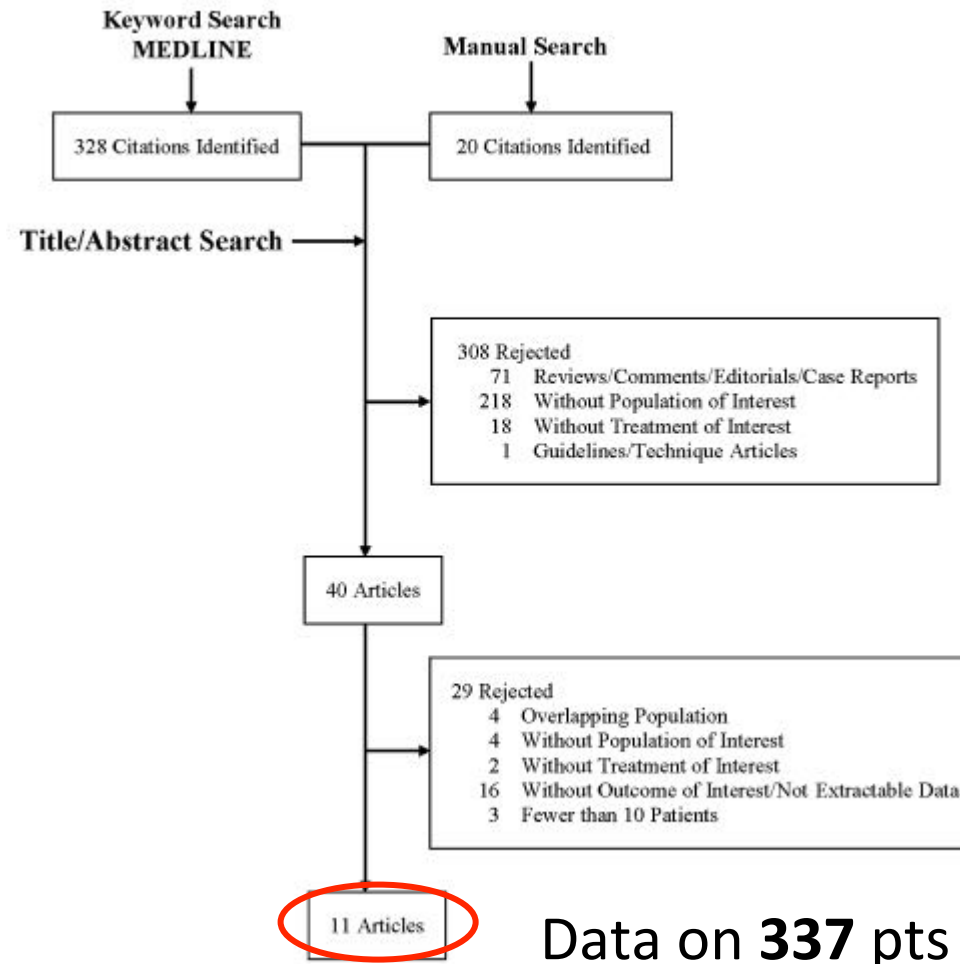 Keyword Search
MEDLINE
Manual Search
328 Citations Identified
20 Citations Identified
Title/Abstract Search
308 Rejected
71 Reviews/Comments/Editorials/Case Reports
218 Without Population of Interest
18 Without Treatment of Interest
1 Guidelines/Technique Articles
40 Articles
29 Rejected
4 Overlapping Population
4 Without Population of Interest
2 Without Treatment of Interest
16 Without Outcome of Interest/Not Extractable Data
3 Fewer than 10 Patients
11 Articles
Data on 337 pts